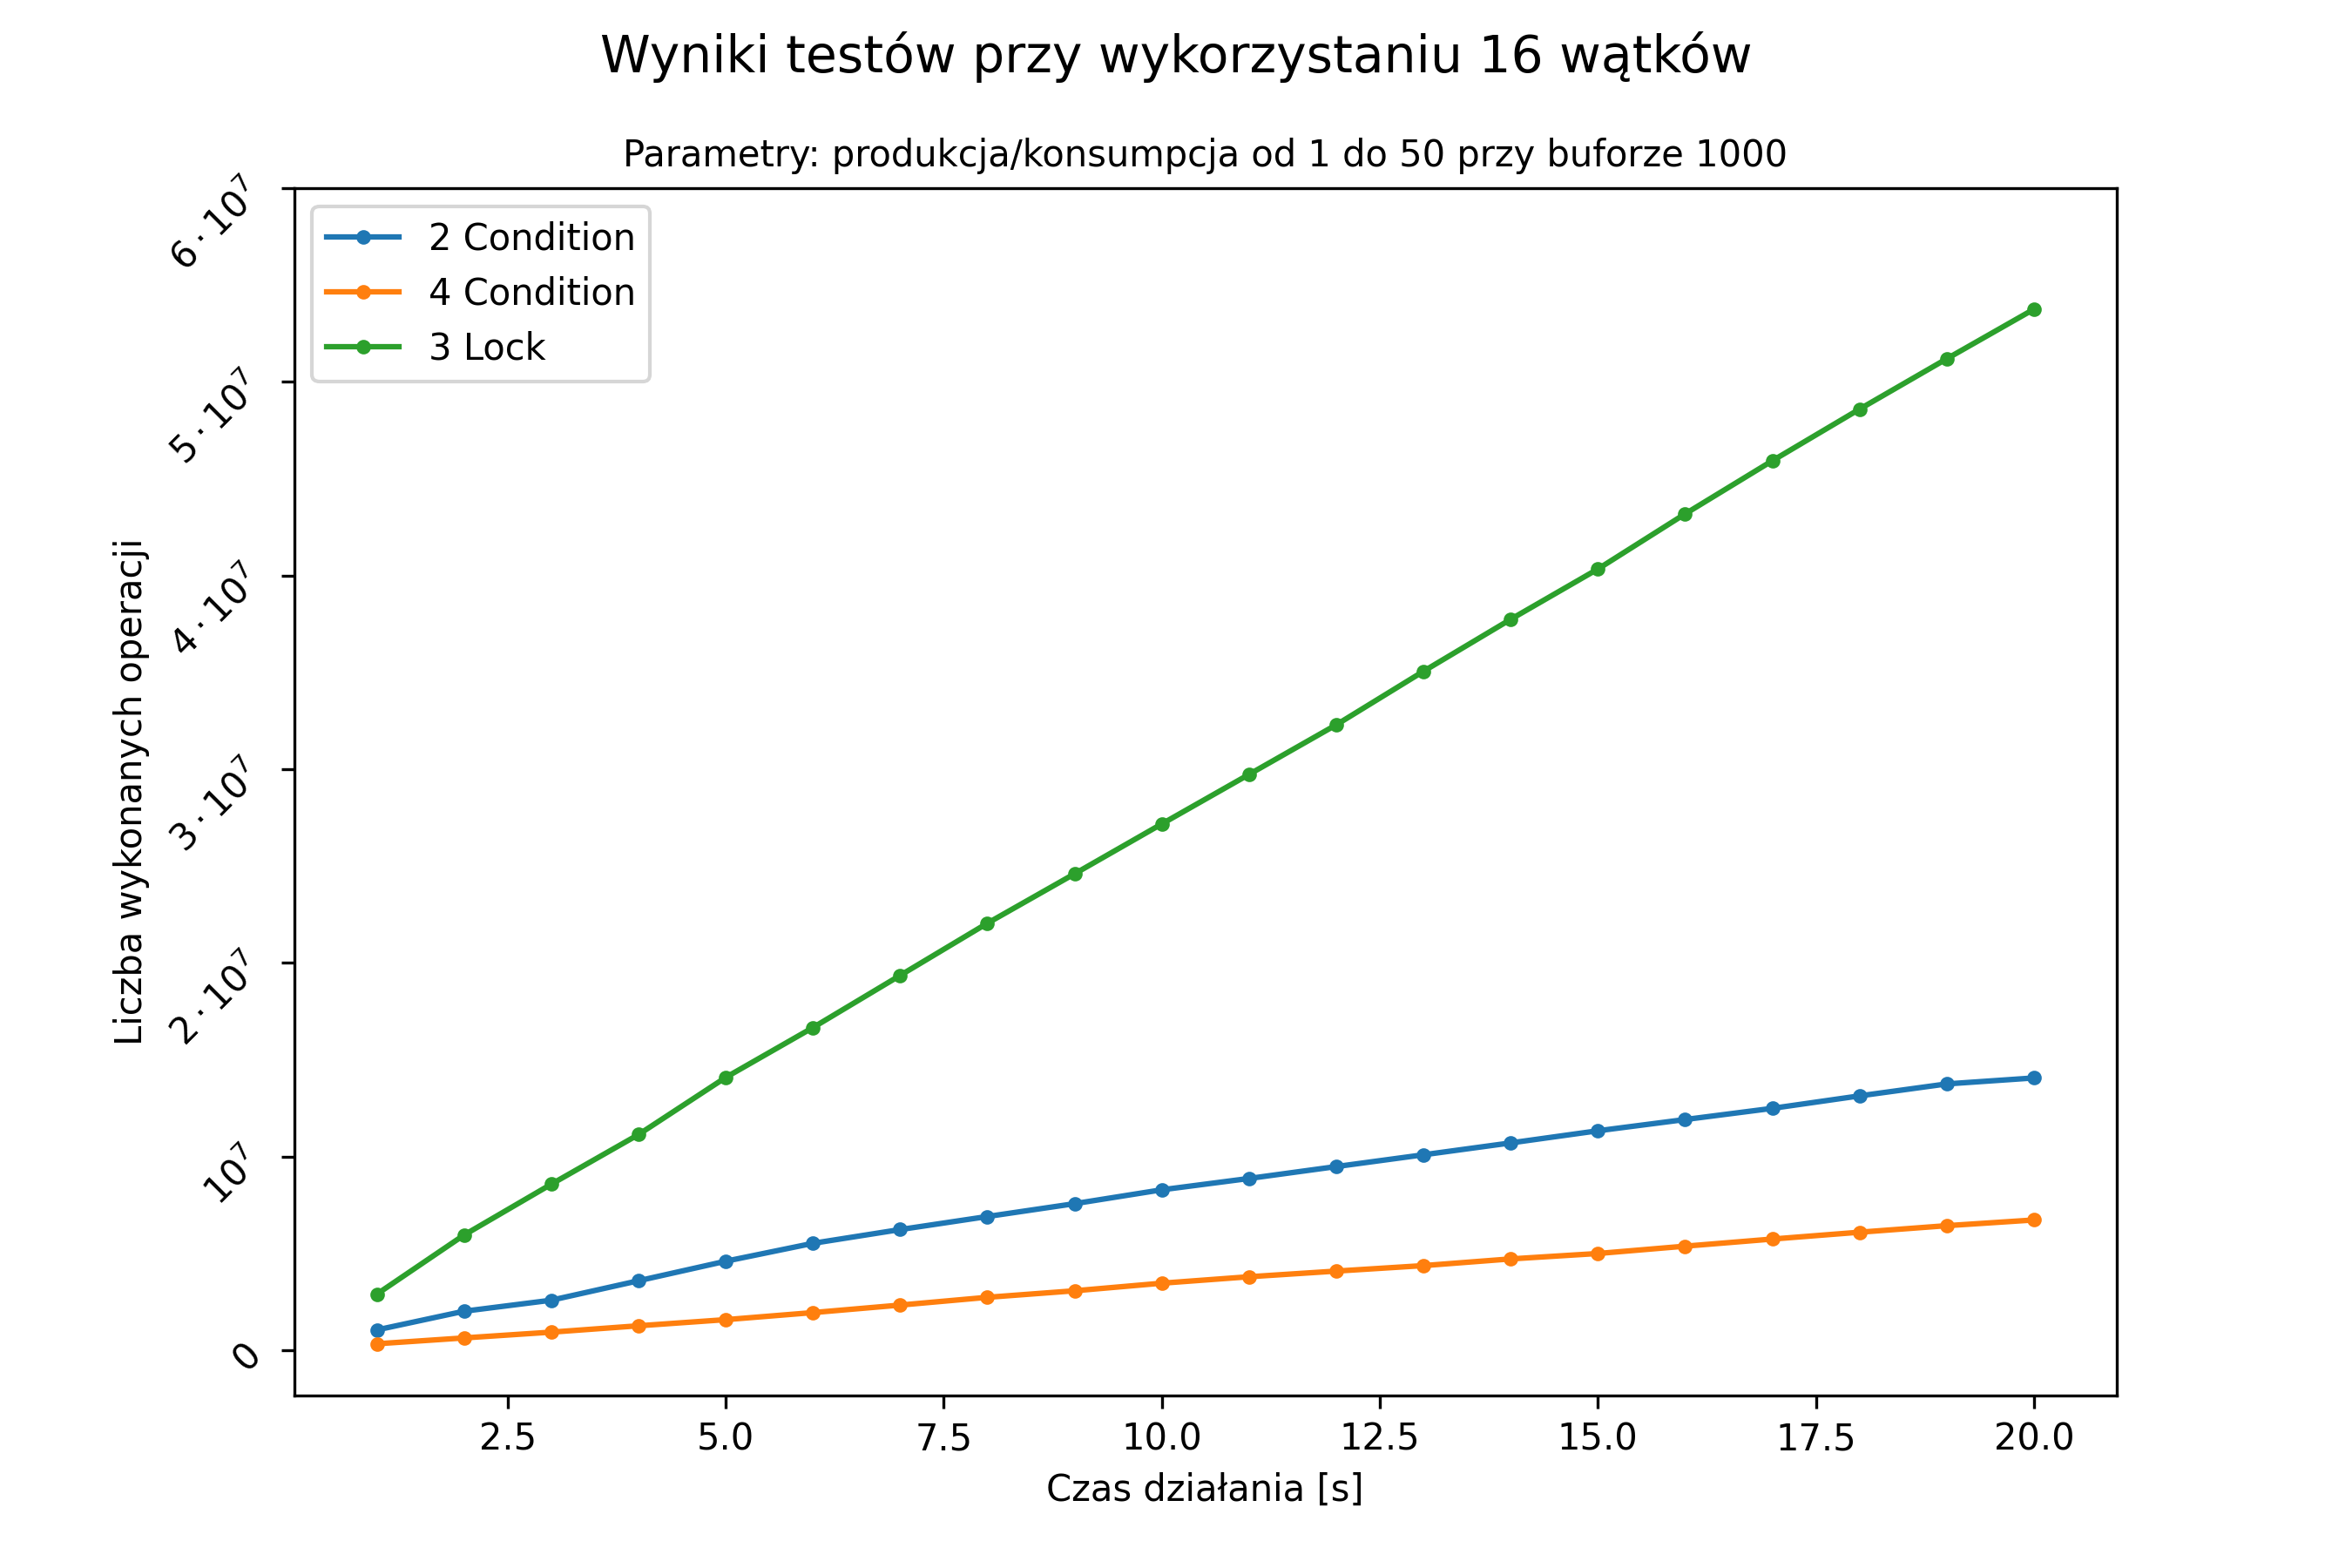 Wyniki testów przy wykorzystaniu 16 wątków
Parametry: produkcja/konsumpcja od 1 do 50 przy buforze 1000
2 Condition
4 Condition
3 Lock
Liczba wykonanych operacji
6·10⁷
5·10⁷
4·10⁷
3·10⁷
2·10⁷
10⁷
0
2.5 5.0 7.5 10.0 12.5 15.0 17.5 20.0
Czas działania [s]